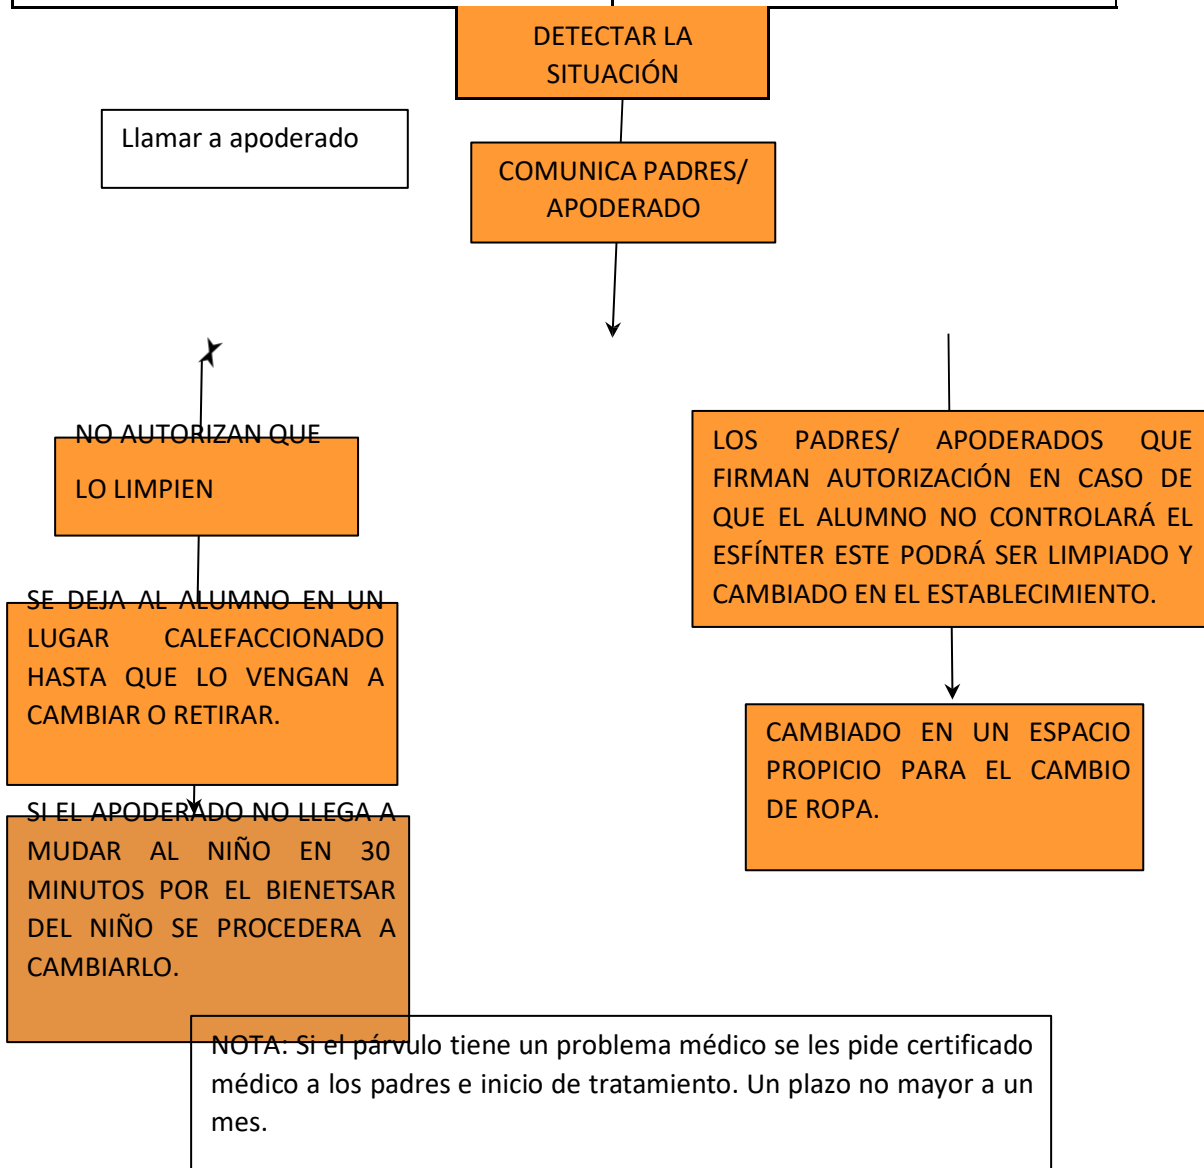 DETECTAR LA
SITUACIÓN
Llamar a apoderado
COMUNICA PADRES/
APODERADO
NO AUTORIZAN QUE
LO LIMPIEN
LOS PADRES/ APODERADOS QUE
FIRMAN AUTORIZACIÓN EN CASO DE
QUE EL ALUMNO NO CONTROLARÁ EL
ESFÍNTER ESTE PODRÁ SER LIMPIADO Y
CAMBIADO EN EL ESTABLECIMIENTO.
SE DEJA AL ALUMNO EN UN
LUGAR CALEFACCIONADO
HASTA QUE LO VENGAN A
CAMBIAR O RETIRAR.
CAMBIADO EN UN ESPACIO
PROPICIO PARA EL CAMBIO
DE ROPA.
SI EL APODERADO NO LLEGA A
MUDAR AL NIÑO EN 30
MINUTOS POR EL BIENETSAR
DEL NIÑO SE PROCEDERA A
CAMBIARLO.
NOTA: Si el párvulo tiene un problema médico se les pide certificado
médico a los padres e inicio de tratamiento. Un plazo no mayor a un
mes.